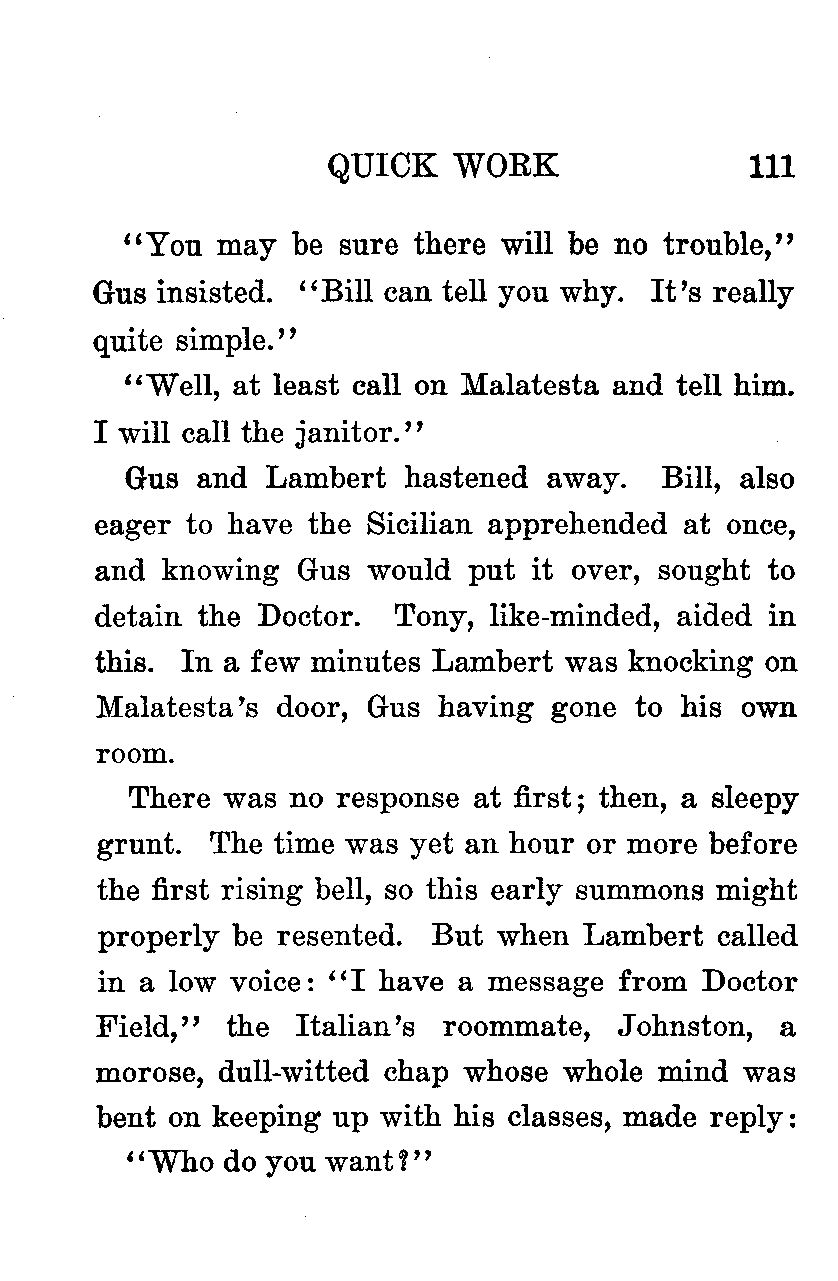 QUICK WORK 111
"You may be sure there will be no trouble,"
Gus insisted. "Bill can tell you why. It's really
quite simple."
"Well, at least call on Malatesta and tell him.
I will call the janitor."
Gus and Lambert hastened away. Bill, also
eager to have the Sicilian apprehended at once,
and knowing Gus would put it over, sought to
detain the Doctor. Tony, like-minded, aided in
this. In a few minutes Lambert was knocking on
Malatesta's door, Gus having gone to his own
room.
There was no response at first; then, a sleepy
grunt. The time was yet an hour or more before
the first rising bell, so this early summons might
properly be resented. But when Lambert called
in a low voice: "I have a message from Doctor
Field," the Italian's roommate, Johnston, a
morose, dull-witted chap whose whole mind was
bent on keeping up with his classes, made reply:
"Who do you want?"